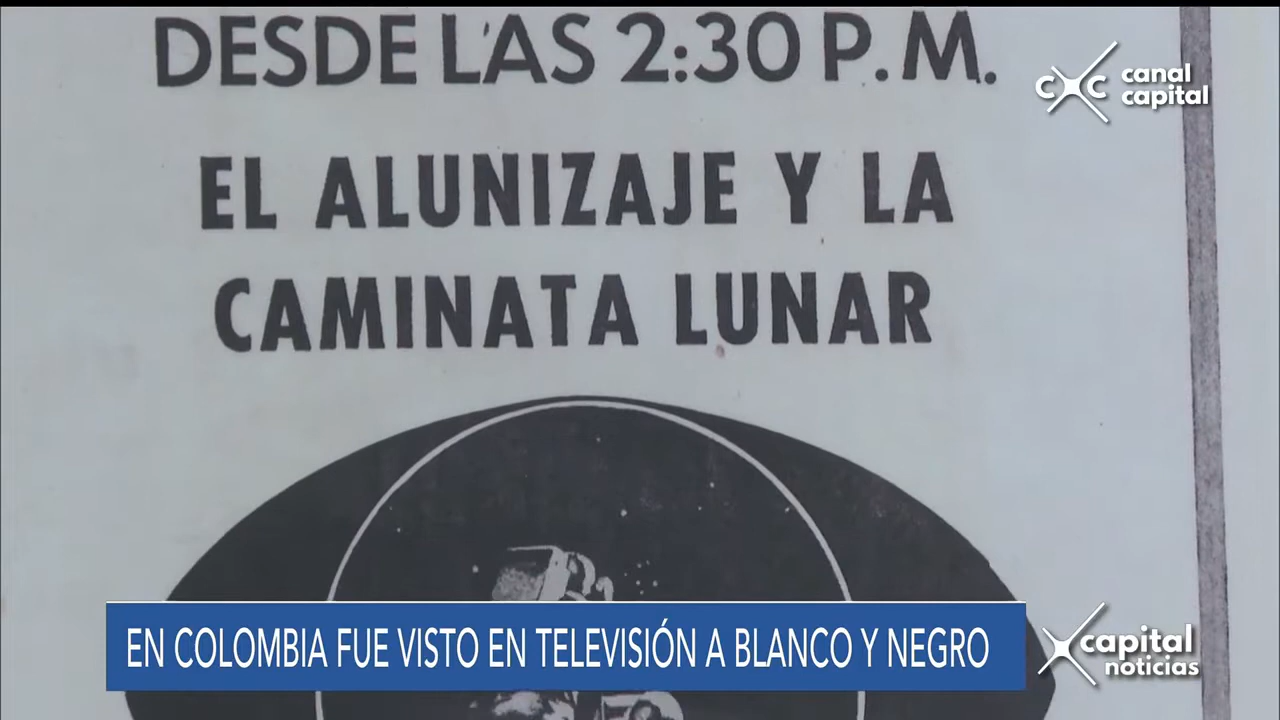 DESDE LAS 2:30 P.M.
canal
capital
EL ALUNIZAJE Y LA
CAMINATA LUNAR
EN COLOMBIA FUE VISTO EN TELEVISIÓN A BLANCO Y NEGRO
capital
noticias